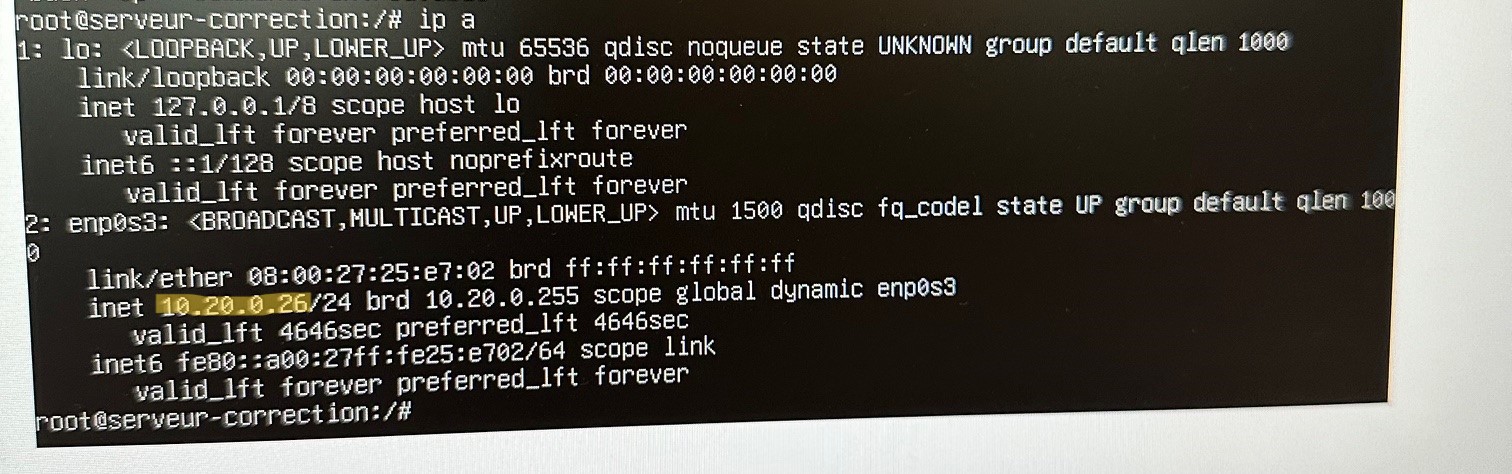 root@serveur-correction:/# ip a
1: lo: <LOOPBACK,UP,LOWER_UP> mtu 65536 qdisc noqueue state UNKNOWN group default qlen 1000
link/loopback 00:00:00:00:00:00 brd 00:00:00:00:00:00
inet 127.0.0.1/8 scope host lo
valid_lft forever preferred_lft forever
inet6 ::1/128 scope host noprefixroute
valid_lft forever preferred_lft forever
2: enp0s3: <BROADCAST,MULTICAST,UP,LOWER_UP> mtu 1500 qdisc fq_codel state UP group default qlen 100
0
link/ether 08:00:27:25:e7:02 brd ff:ff:ff:ff:ff:ff
inet 10.20.0.26/24 brd 10.20.0.255 scope global dynamic enp0s3
valid_lft 4646sec preferred_lft 4646sec
inet6 fe80::a00:27ff:fe25:e702/64 scope link
valid_lft forever preferred_lft forever
root@serveur-correction:/#